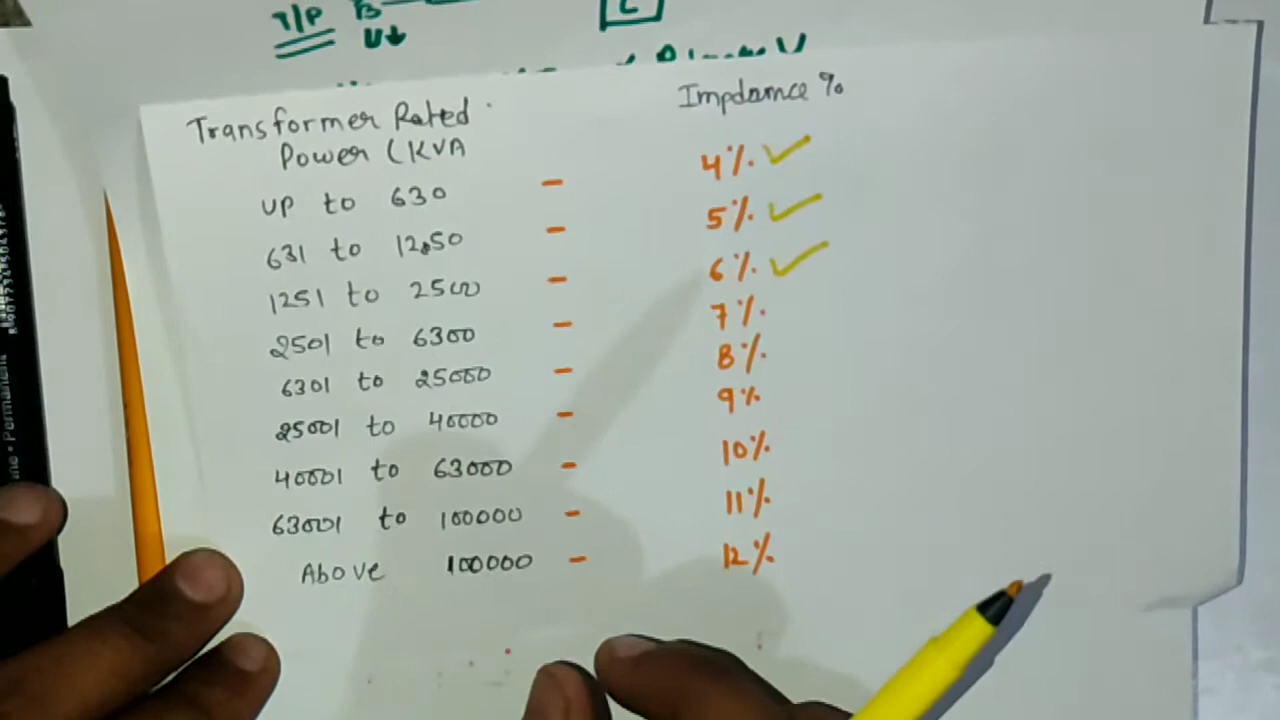 T/P B
U↓
Transformer Rated Impdance %
Power (KVA
UP to 630 - 4% ✓
631 to 1250 - 5% ✓
1251 to 2500 - 6% ✓
2501 to 6300 - 7%
6301 to 25000 - 8%
25001 to 40000 - 9%
40001 to 63000 - 10%
63001 to 100000 - 11%
Above 100000 - 12%
Permanent